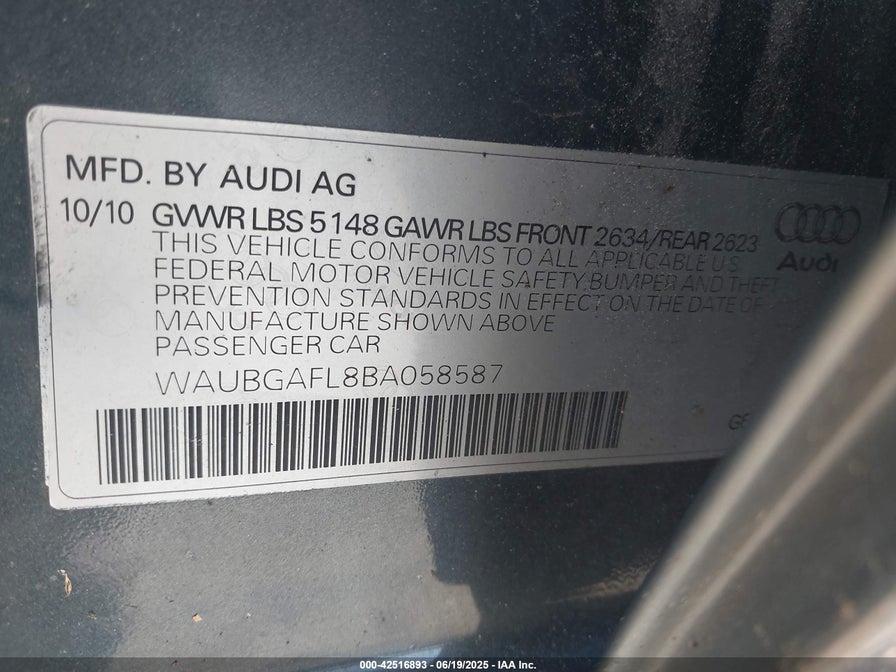 MFD. BY AUDI AG
10/10 GVWR LBS 5148 GAWR LBS FRONT 2634/REAR 2623
THIS VEHICLE CONFORMS TO ALL APPLICABLE U.S.
FEDERAL MOTOR VEHICLE SAFETY, BUMPER AND THEFT
PREVENTION STANDARDS IN EFFECT ON THE DATE OF
MANUFACTURE SHOWN ABOVE
PASSENGER CAR
WAUBGAFL8BA058587
Audi
000-42516893 - 06/19/2025 - IAA Inc.